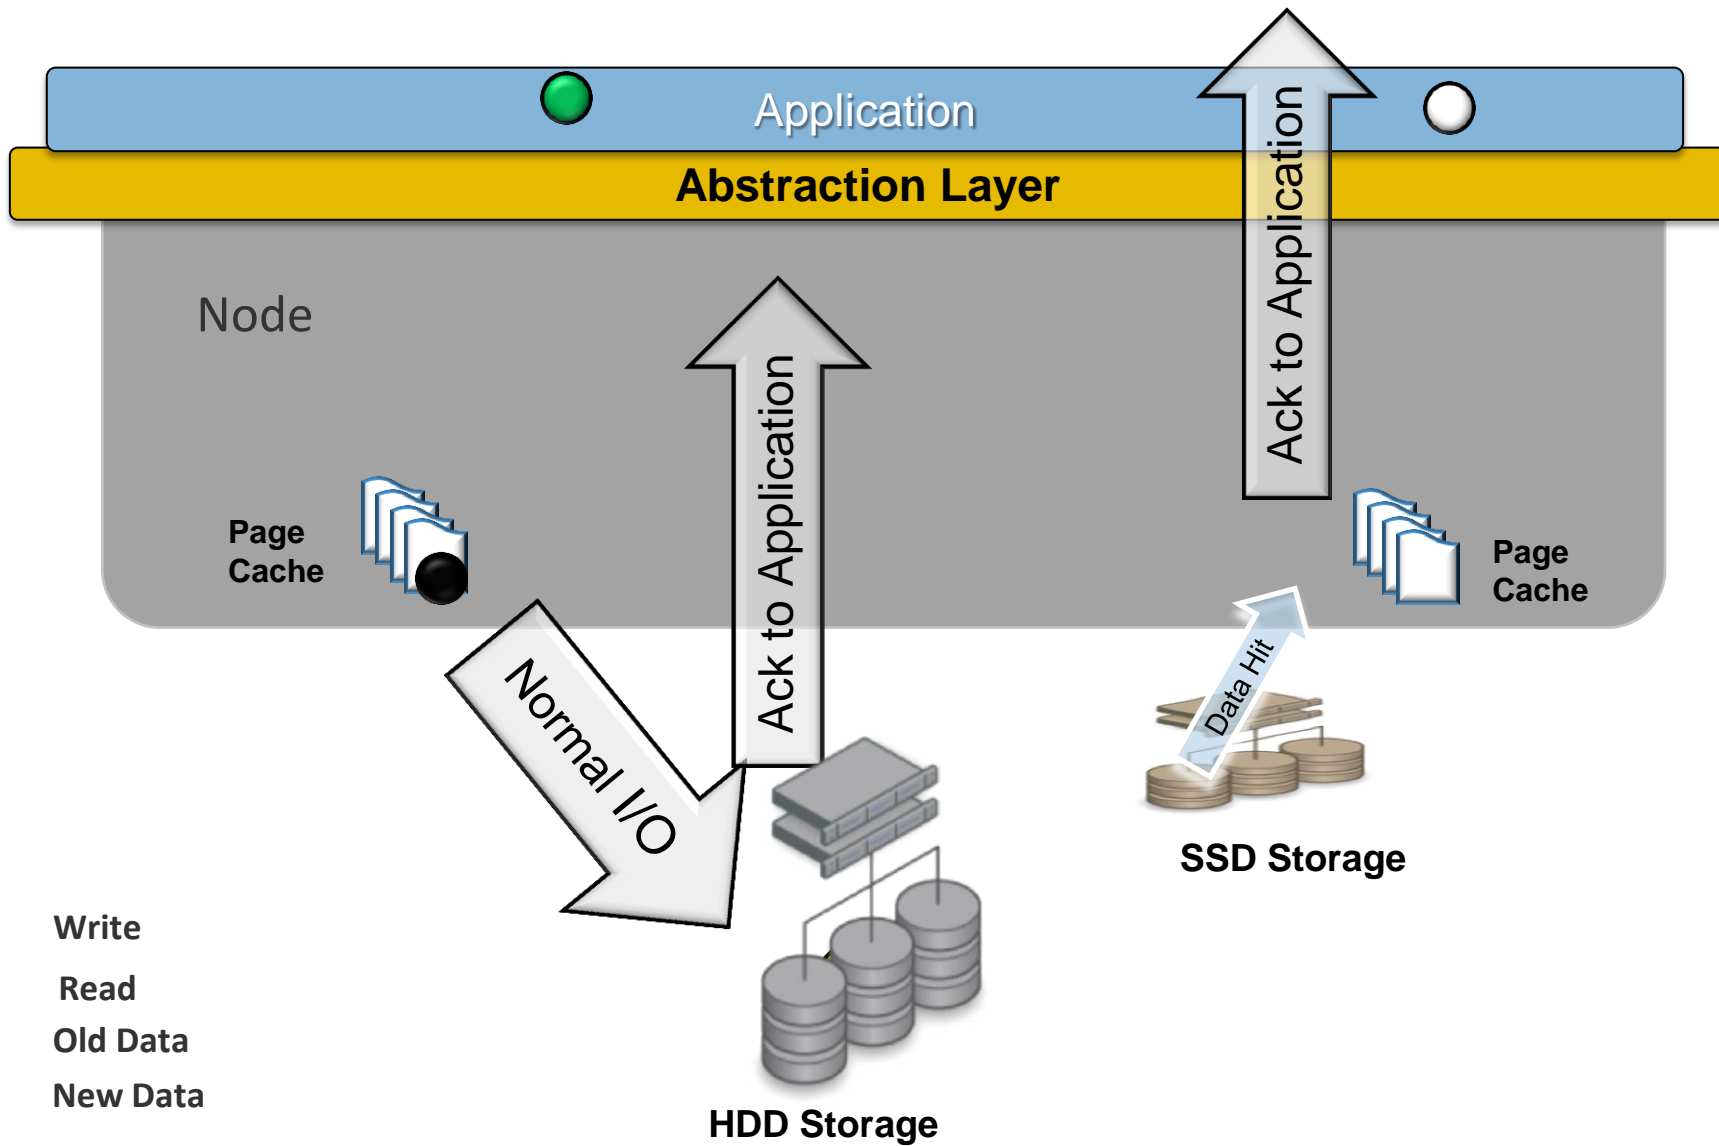 Application
Abstraction Layer
Node
Ack to Application
Ack to Application
Page
Cache
Page
Cache
Normal I/O
Data Hit
SSD Storage
Write
Read
Old Data
New Data
HDD Storage